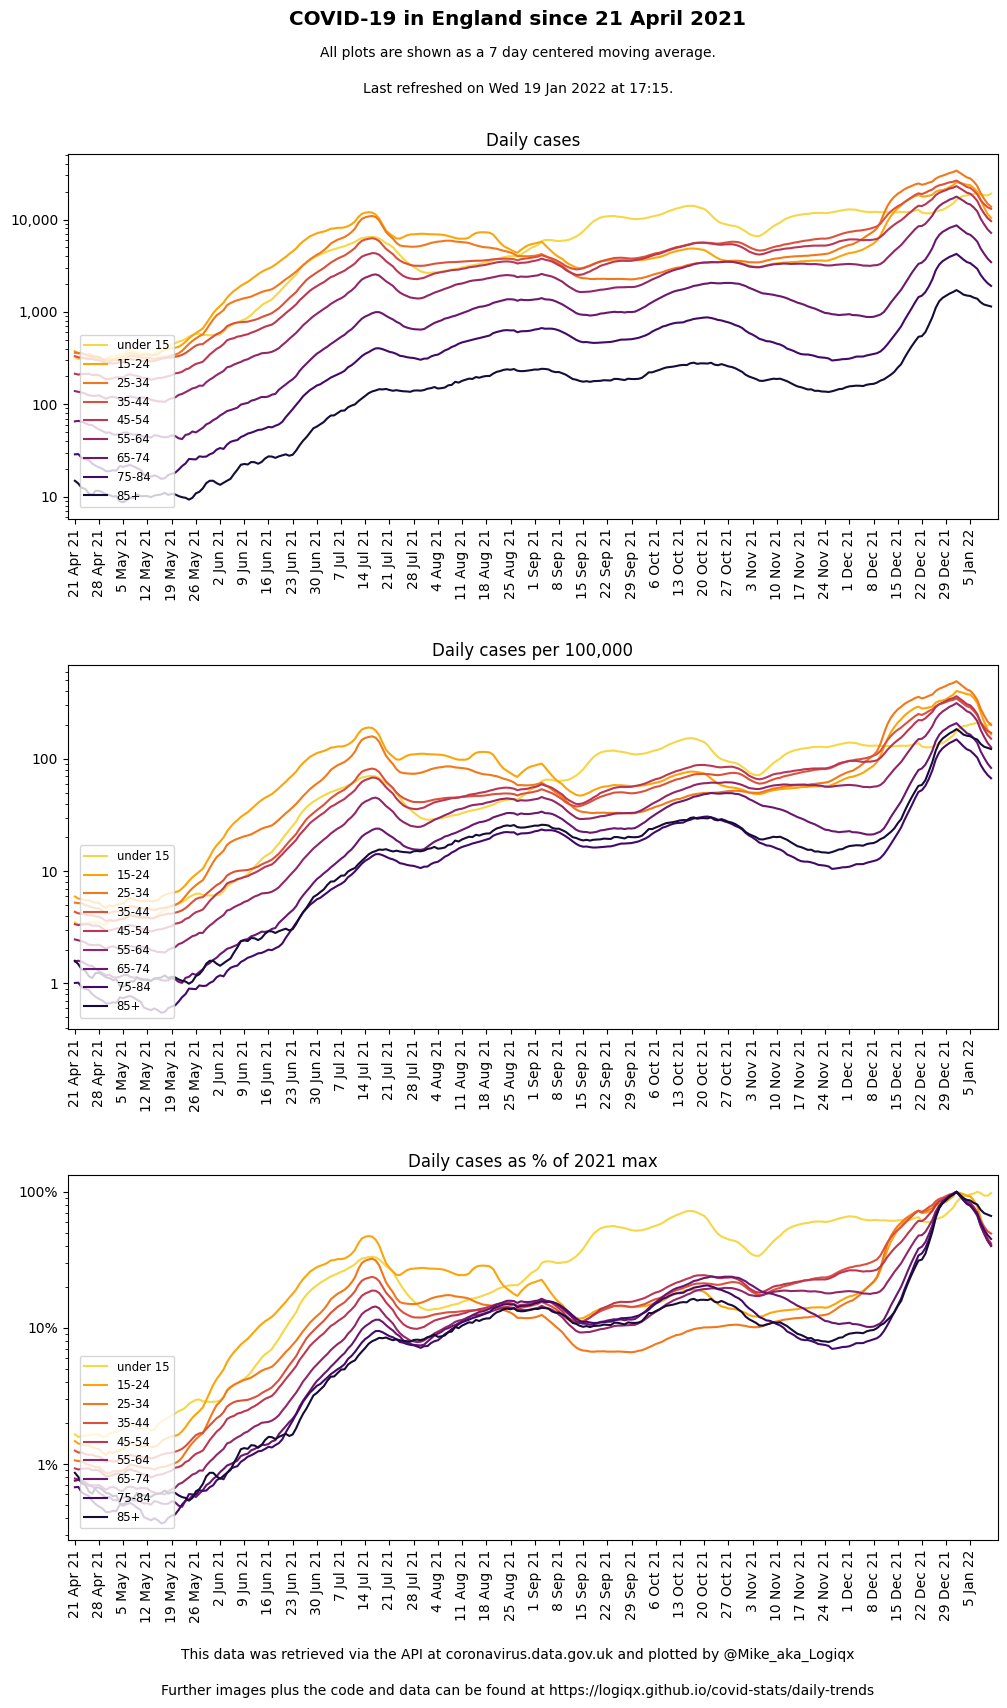 COVID-19 in England since 21 April 2021
All plots are shown as a 7 day centered moving average.
Last refreshed on Wed 19 Jan 2022 at 17:15.
Daily cases
10,000
1,000
100
10
under 15
15-24
25-34
35-44
45-54
55-64
65-74
75-84
85+
21 Apr 21
28 Apr 21
5 May 21
12 May 21
19 May 21
26 May 21
2 Jun 21
9 Jun 21
16 Jun 21
23 Jun 21
30 Jun 21
7 Jul 21
14 Jul 21
21 Jul 21
28 Jul 21
4 Aug 21
11 Aug 21
18 Aug 21
25 Aug 21
1 Sep 21
8 Sep 21
15 Sep 21
22 Sep 21
29 Sep 21
6 Oct 21
13 Oct 21
20 Oct 21
27 Oct 21
3 Nov 21
10 Nov 21
17 Nov 21
24 Nov 21
1 Dec 21
8 Dec 21
15 Dec 21
22 Dec 21
29 Dec 21
5 Jan 22
Daily cases per 100,000
100
10
1
under 15
15-24
25-34
35-44
45-54
55-64
65-74
75-84
85+
21 Apr 21
28 Apr 21
5 May 21
12 May 21
19 May 21
26 May 21
2 Jun 21
9 Jun 21
16 Jun 21
23 Jun 21
30 Jun 21
7 Jul 21
14 Jul 21
21 Jul 21
28 Jul 21
4 Aug 21
11 Aug 21
18 Aug 21
25 Aug 21
1 Sep 21
8 Sep 21
15 Sep 21
22 Sep 21
29 Sep 21
6 Oct 21
13 Oct 21
20 Oct 21
27 Oct 21
3 Nov 21
10 Nov 21
17 Nov 21
24 Nov 21
1 Dec 21
8 Dec 21
15 Dec 21
22 Dec 21
29 Dec 21
5 Jan 22
Daily cases as % of 2021 max
100%
10%
1%
under 15
15-24
25-34
35-44
45-54
55-64
65-74
75-84
85+
21 Apr 21
28 Apr 21
5 May 21
12 May 21
19 May 21
26 May 21
2 Jun 21
9 Jun 21
16 Jun 21
23 Jun 21
30 Jun 21
7 Jul 21
14 Jul 21
21 Jul 21
28 Jul 21
4 Aug 21
11 Aug 21
18 Aug 21
25 Aug 21
1 Sep 21
8 Sep 21
15 Sep 21
22 Sep 21
29 Sep 21
6 Oct 21
13 Oct 21
20 Oct 21
27 Oct 21
3 Nov 21
10 Nov 21
17 Nov 21
24 Nov 21
1 Dec 21
8 Dec 21
15 Dec 21
22 Dec 21
29 Dec 21
5 Jan 22
This data was retrieved via the API at coronavirus.data.gov.uk and plotted by @Mike_aka_Logiqx
Further images plus the code and data can be found at https://logiqx.github.io/covid-stats/daily-trends